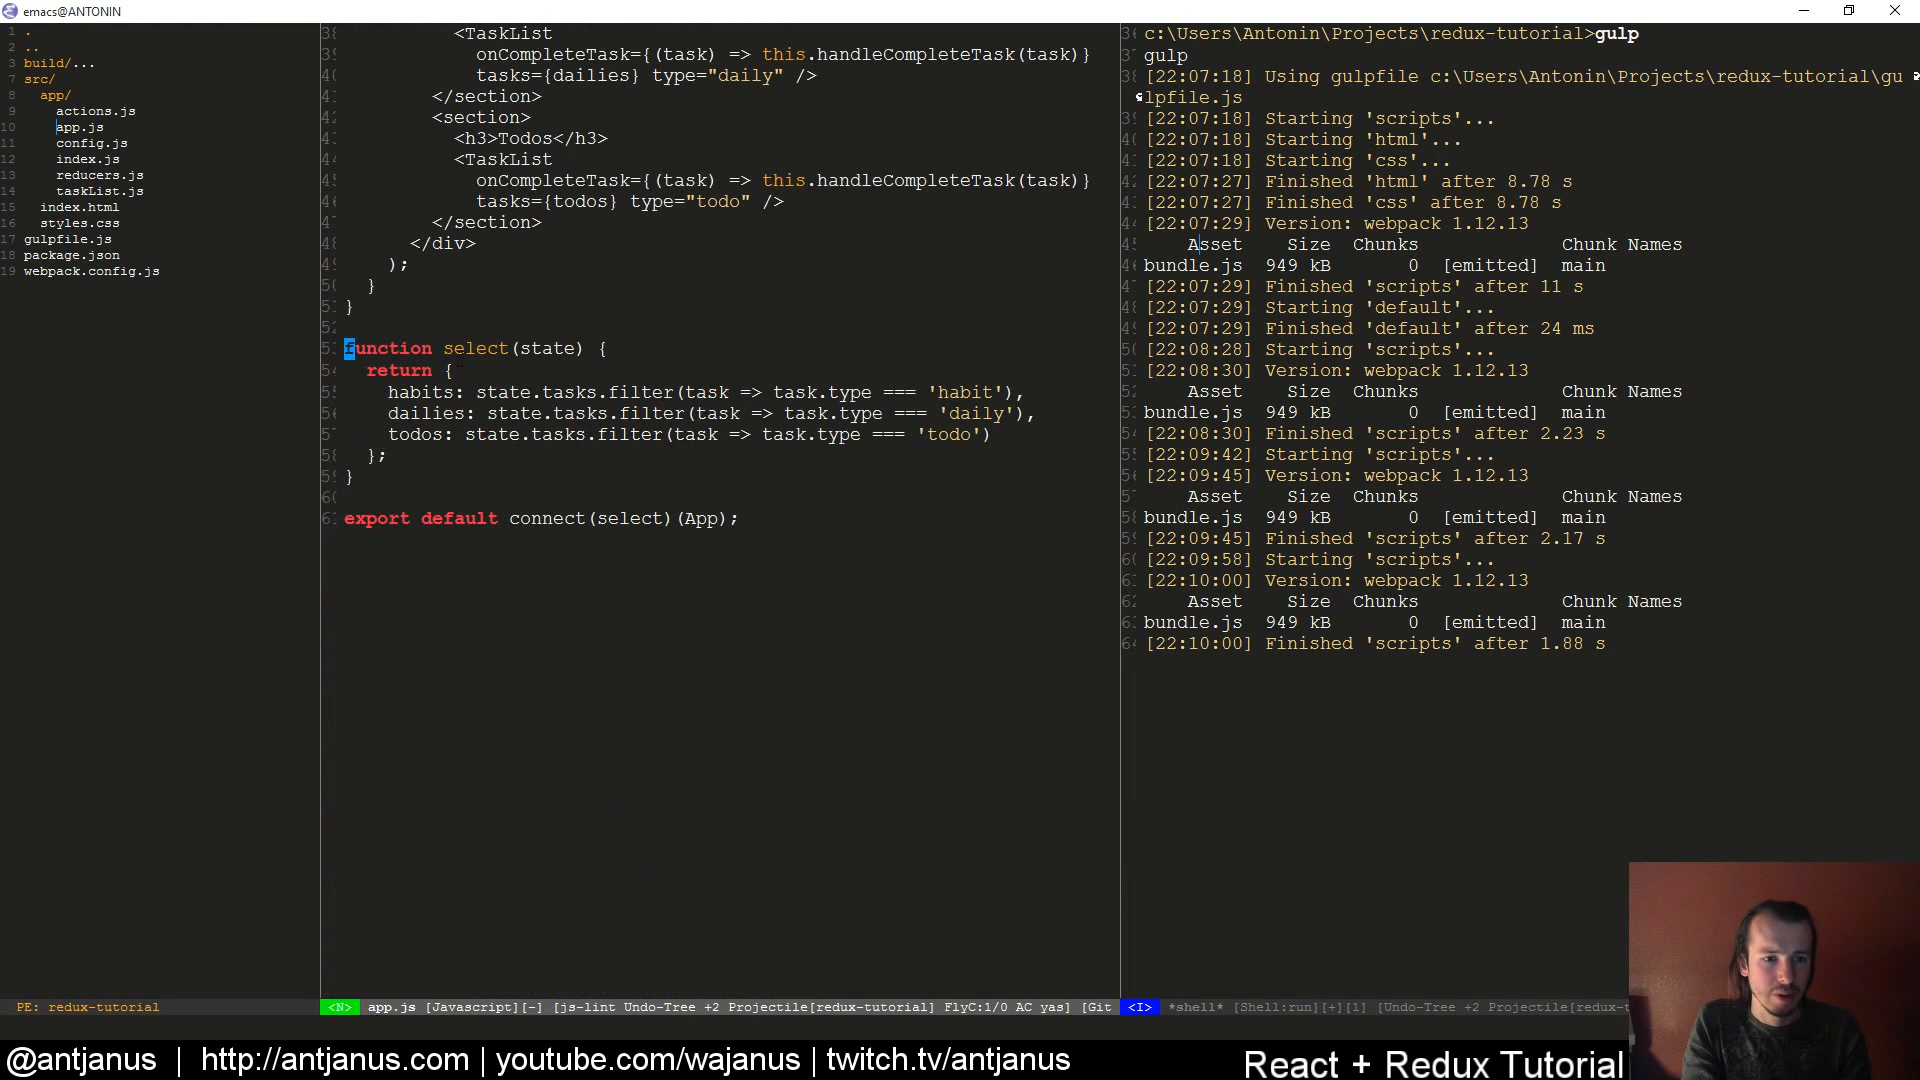 emacs@ANTONIN
1 .
2 ..
3 build/...
7 src/
8 app/
9 actions.js
10 app.js
11 config.js
12 index.js
13 reducers.js
14 taskList.js
15 index.html
16 styles.css
17 gulpfile.js
18 package.json
19 webpack.config.js
PE: redux-tutorial
<TaskList
onCompleteTask={(task) => this.handleCompleteTask(task)}
tasks={dailies} type="daily" />
</section>
<section>
<h3>Todos</h3>
<TaskList
onCompleteTask={(task) => this.handleCompleteTask(task)}
tasks={todos} type="todo" />
</section>
</div>
);
}
}
function select(state) {
return {
habits: state.tasks.filter(task => task.type === 'habit'),
dailies: state.tasks.filter(task => task.type === 'daily'),
todos: state.tasks.filter(task => task.type === 'todo')
};
}
export default connect(select)(App);
<N> app.js [Javascript][-] [js-lint Undo-Tree +2 Projectile[redux-tutorial] FlyC:1/0 AC yas] [Git
c:\Users\Antonin\Projects\redux-tutorial>gulp
gulp
[22:07:18] Using gulpfile c:\Users\Antonin\Projects\redux-tutorial\gu
lpfile.js
[22:07:18] Starting 'scripts'...
[22:07:18] Starting 'html'...
[22:07:18] Starting 'css'...
[22:07:27] Finished 'html' after 8.78 s
[22:07:27] Finished 'css' after 8.78 s
[22:07:29] Version: webpack 1.12.13
Asset Size Chunks Chunk Names
bundle.js 949 kB 0 [emitted] main
[22:07:29] Finished 'scripts' after 11 s
[22:07:29] Starting 'default'...
[22:07:29] Finished 'default' after 24 ms
[22:08:28] Starting 'scripts'...
[22:08:30] Version: webpack 1.12.13
Asset Size Chunks Chunk Names
bundle.js 949 kB 0 [emitted] main
[22:08:30] Finished 'scripts' after 2.23 s
[22:09:42] Starting 'scripts'...
[22:09:45] Version: webpack 1.12.13
Asset Size Chunks Chunk Names
bundle.js 949 kB 0 [emitted] main
[22:09:45] Finished 'scripts' after 2.17 s
[22:09:58] Starting 'scripts'...
[22:10:00] Version: webpack 1.12.13
Asset Size Chunks Chunk Names
bundle.js 949 kB 0 [emitted] main
[22:10:00] Finished 'scripts' after 1.88 s
<I> *shell* [Shell:run][+][1] [Undo-Tree +2 Projectile[redux-t
@antjanus | http://antjanus.com | youtube.com/wajanus | twitch.tv/antjanus
React + Redux Tutorial